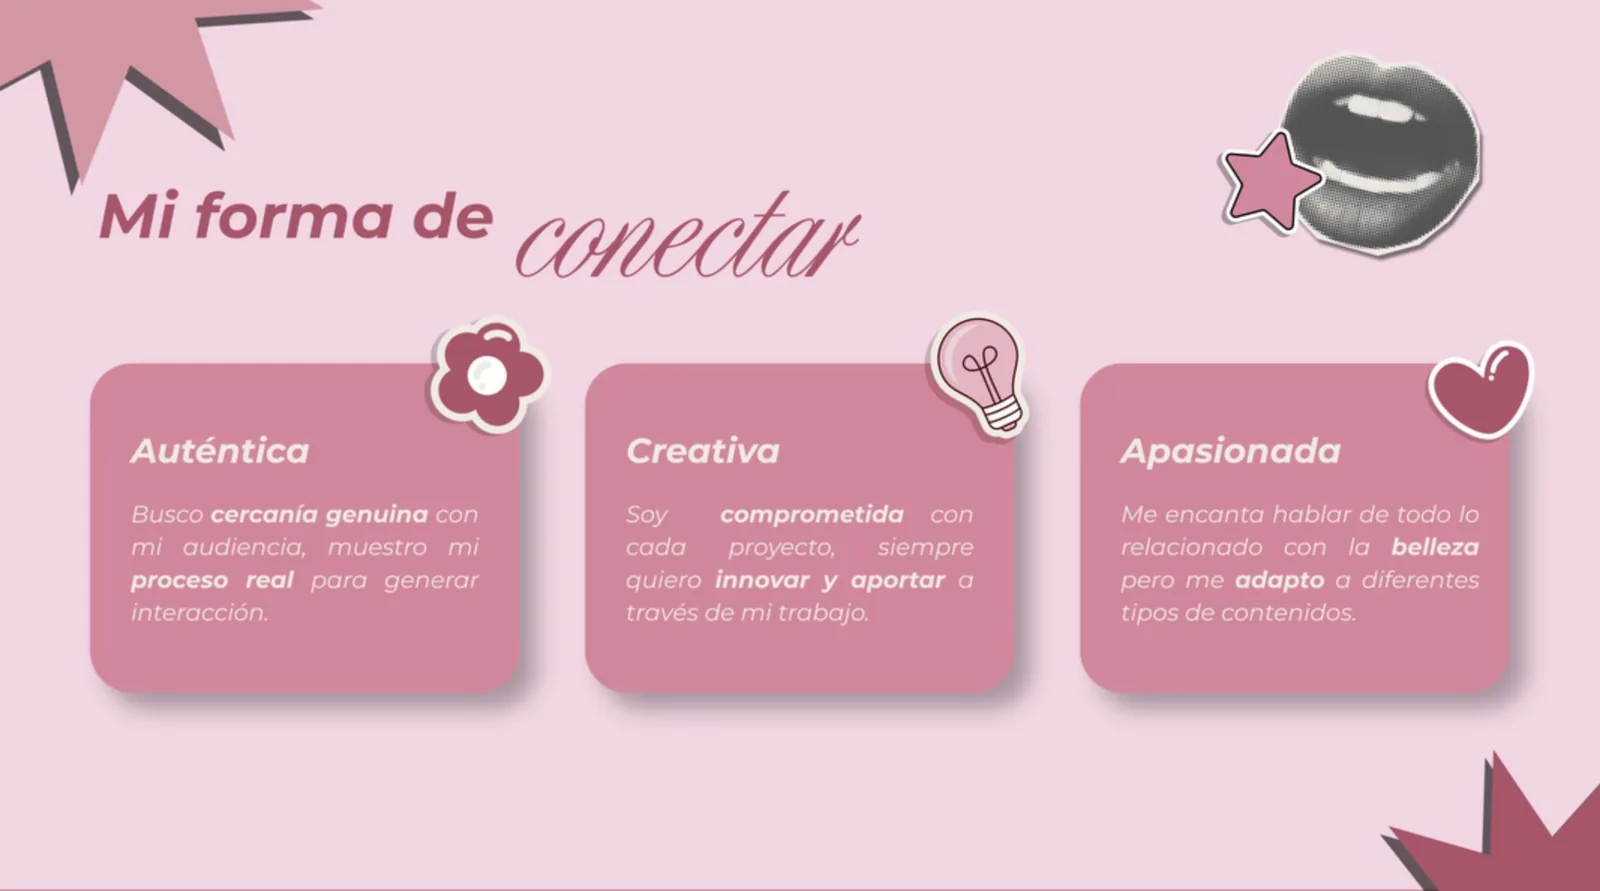 Mi forma de conectar
Auténtica
Busco cercanía genuina con
mi audiencia, muestro mi
proceso real para generar
interacción.
Creativa
Soy comprometida con
cada proyecto, siempre
quiero innovar y aportar a
través de mi trabajo.
Apasionada
Me encanta hablar de todo lo
relacionado con la belleza
pero me adapto a diferentes
tipos de contenidos.